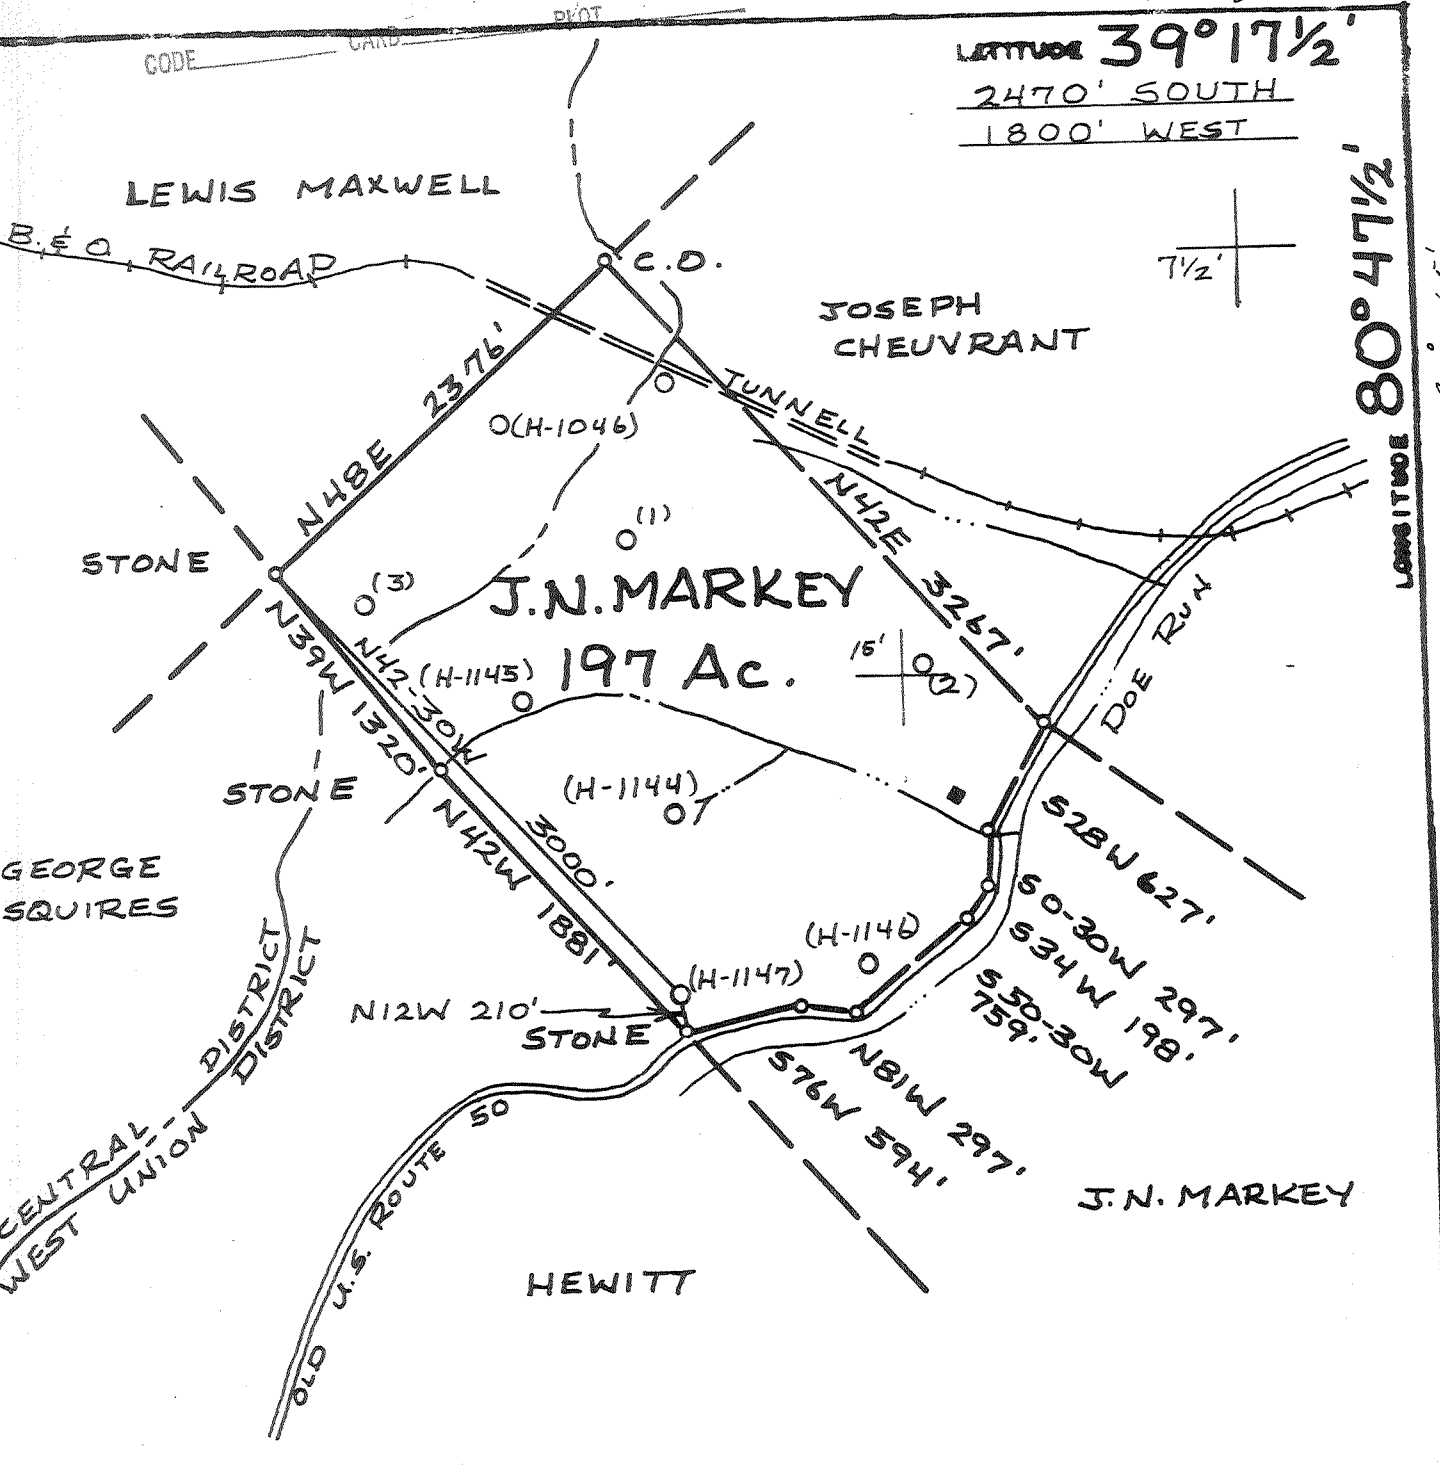 PLOT
CARD
CODE
LATITUDE 39°17½'
2470' SOUTH
1800' WEST
LONGITUDE 80°47½'
LEWIS MAXWELL
B. & O. RAILROAD
C.O.
7½'
JOSEPH
CHEUVRANT
N48E 2376'
TUNNELL
(H-1046)
N42E 3267'
(1)
STONE
(3)
J.N. MARKEY
197 Ac.
DOE RUN
15'
(2)
N39W 1320'
N42-30W 3000'
(H-1145)
STONE
(H-1144)
S28W 627'
N42W 1881'
GEORGE
SQUIRES
S0-30W 297'
S34W 198'
S50-30W
759'
(H-1146)
(H-1147)
N12W 210'
STONE
N81W 297'
S76W 594'
CENTRAL DISTRICT
WEST UNION DISTRICT
OLD U.S. ROUTE 50
J.N. MARKEY
HEWITT